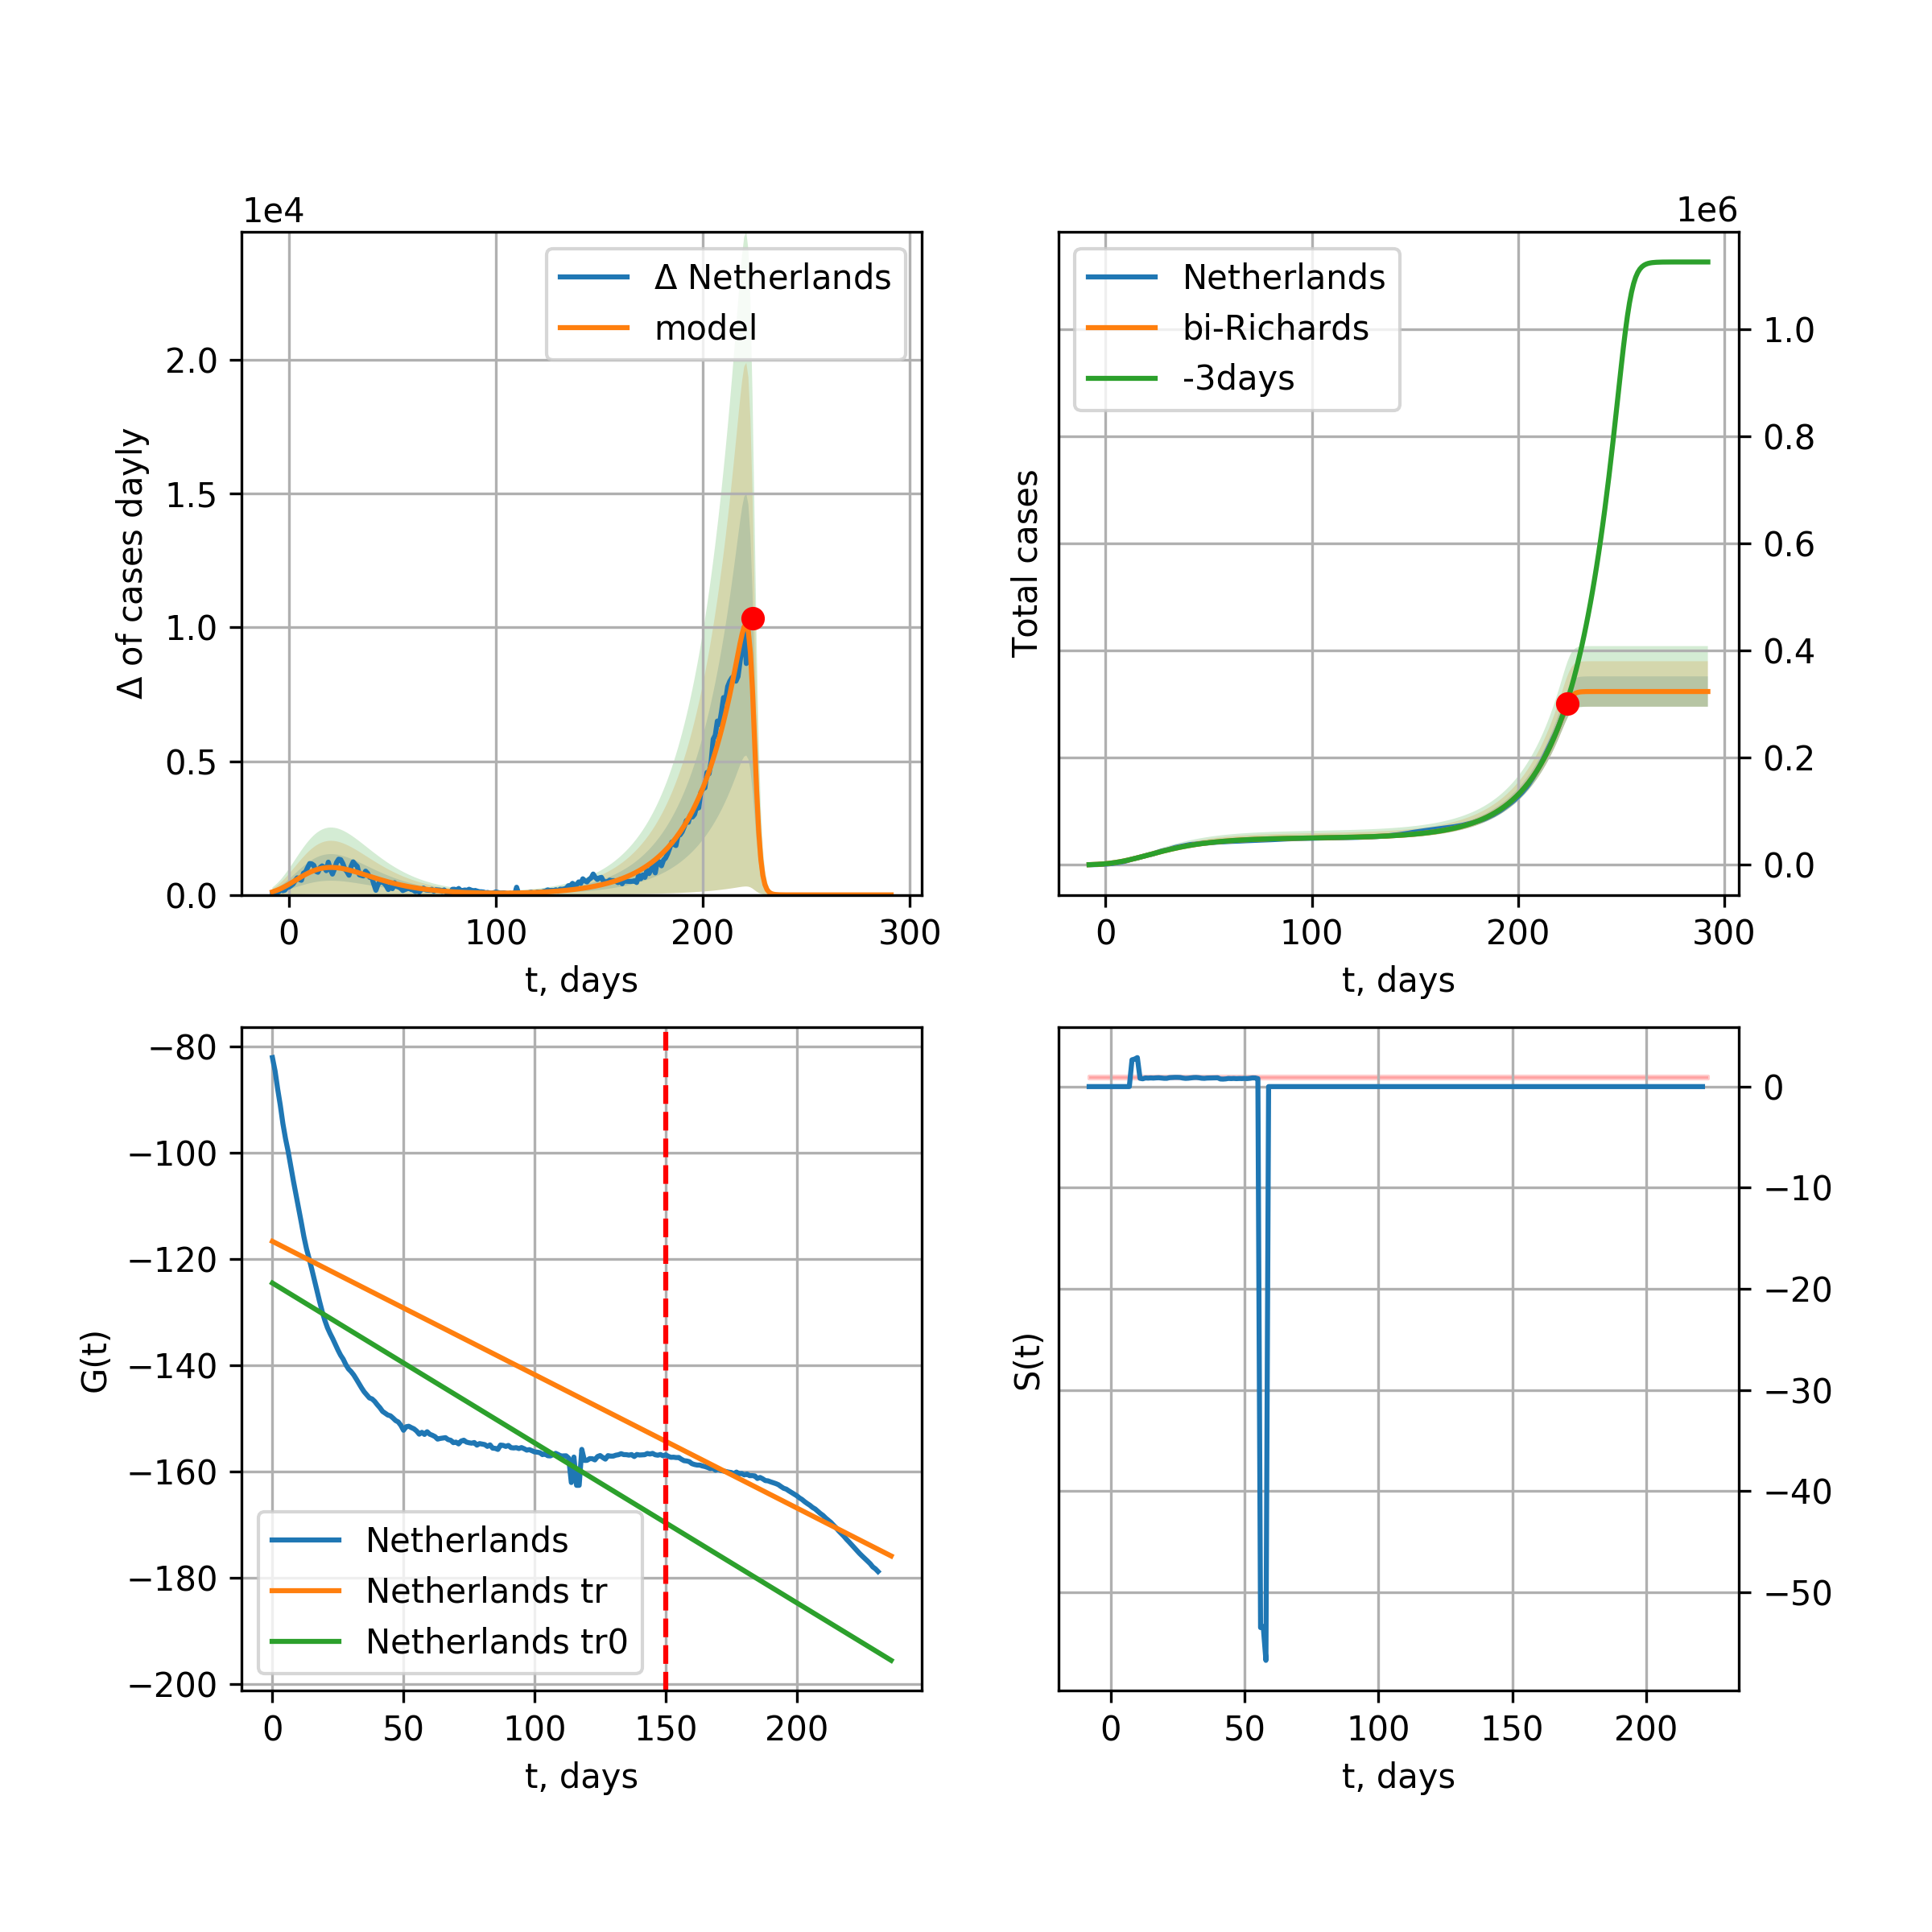 1e4
Δ Netherlands
model
2.0
1.5
1.0
0.5
0.0
Δ of cases dayly
0
100
200
300
t, days
1e6
Netherlands
bi-Richards
-3days
Total cases
1.0
0.8
0.6
0.4
0.2
0.0
0
100
200
300
t, days
−80
−100
−120
−140
−160
−180
−200
G(t)
Netherlands
Netherlands tr
Netherlands tr0
0
50
100
150
200
t, days
S(t)
0
−10
−20
−30
−40
−50
0
50
100
150
200
t, days